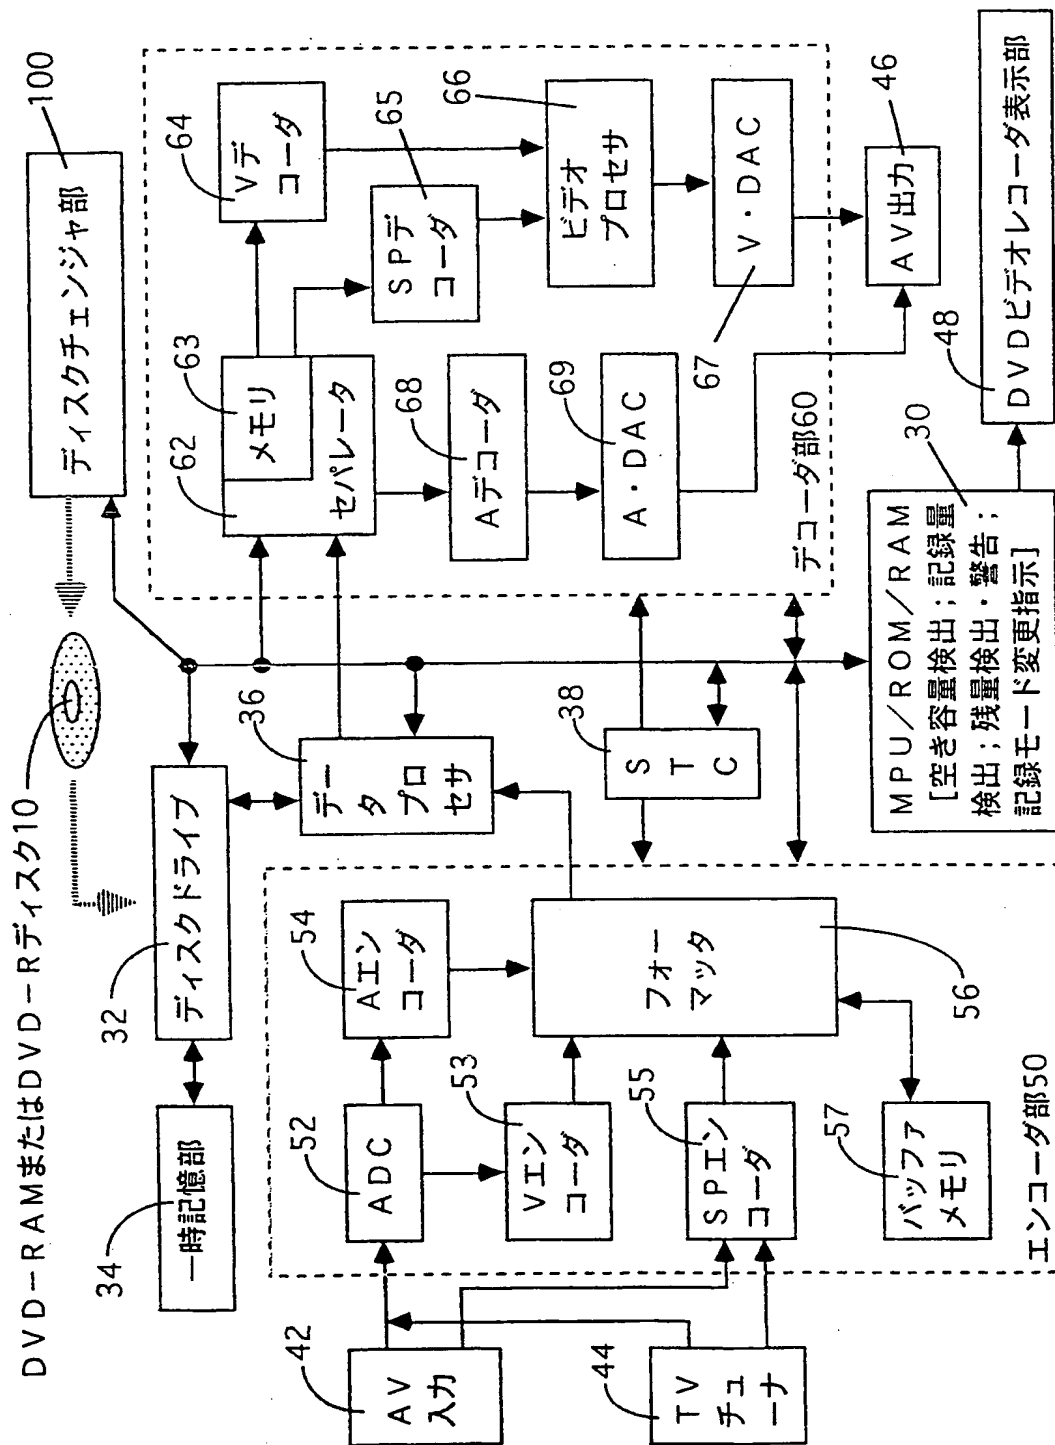 DVD－RAMまたはDVD－Rディスク10
100
ディスクチェンジャ部
34
一時記憶部
32
ディスクドライブ
36
データ
プロ
セサ
38
STC
42
AV
入力
44
TV
チュ
ーナ
52
ADC
54
Aエン
コーダ
53
Vエン
コーダ
55
SPエン
コーダ
57
バッファ
メモリ
フォー
マッタ
56
エンコーダ部50
62
63
メモリ
セパレータ
64
Vデ
コーダ
65
SPデ
コーダ
66
ビデオ
プロセサ
67
V・DAC
68
Aデコーダ
69
A・DAC
デコーダ部60
46
AV出力
48
DVDビデオレコーダ表示部
30
MPU/ROM/RAM
[空き容量検出；記録量
検出；残量検出・警告；
記録モード変更指示]